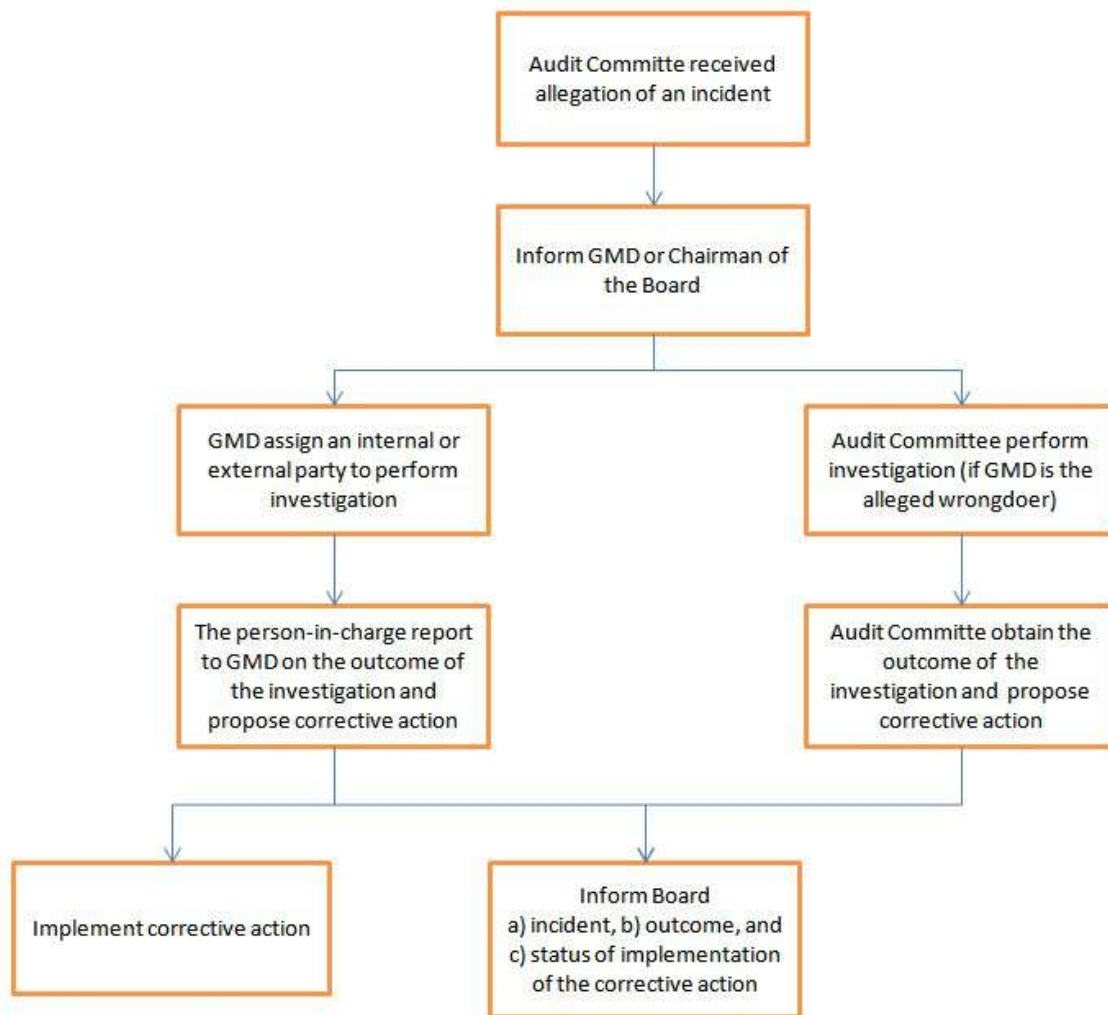 Audit Committe received
allegation of an incident
Inform GMD or Chairman of
the Board
GMD assign an internal or
external party to perform
investigation
Audit Committee perform
investigation (if GMD is the
alleged wrongdoer)
The person-in-charge report
to GMD on the outcome of
the investigation and
propose corrective action
Audit Committe obtain the
outcome of the
investigation and propose
corrective action
Implement corrective action
Inform Board
a) incident, b) outcome, and
c) status of implementation
of the corrective action